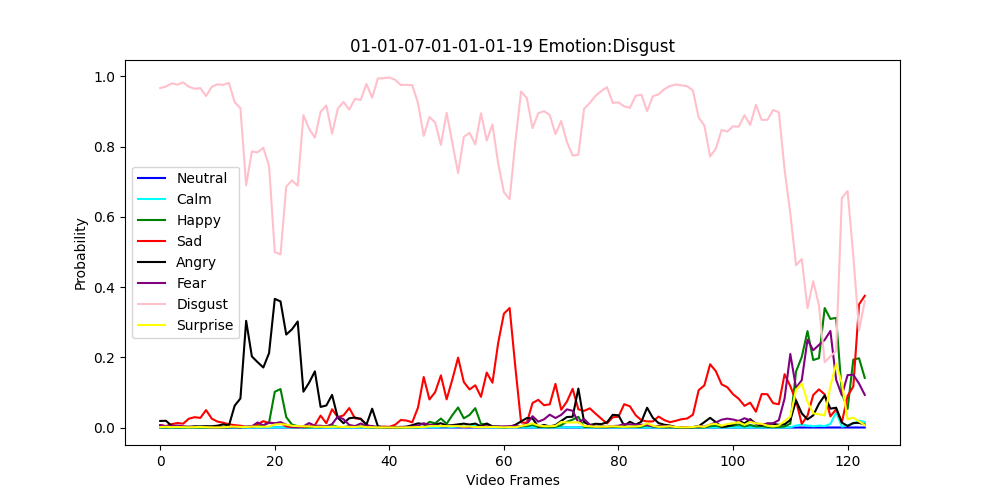 01-01-07-01-01-01-19 Emotion:Disgust
Probability
1.0
0.8
0.6
0.4
0.2
0.0
Neutral
Calm
Happy
Sad
Angry
Fear
Disgust
Surprise
0 20 40 60 80 100 120
Video Frames